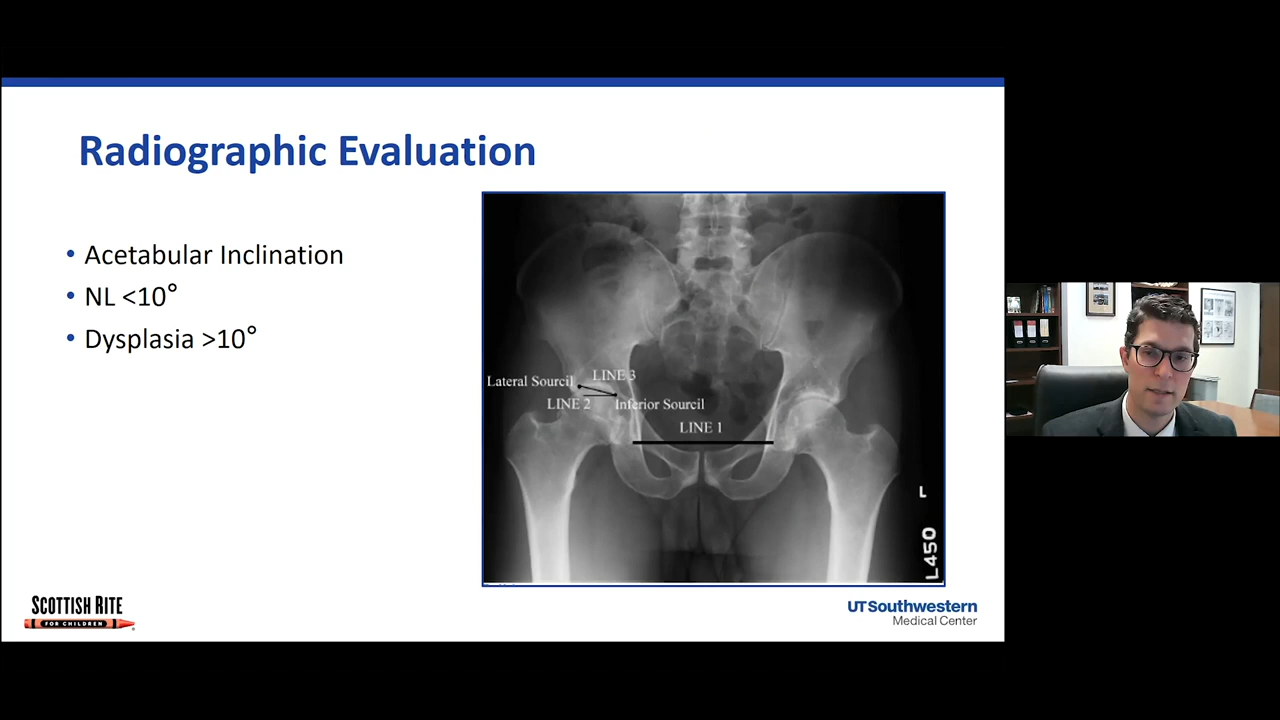 Radiographic Evaluation
• Acetabular Inclination
• NL <10°
• Dysplasia >10°
LINE 3
Lateral Sourcil
LINE 2
Inferior Sourcil
LINE 1
L
L450
SCOTTISH RITE
FOR CHILDREN
UTSouthwestern
Medical Center